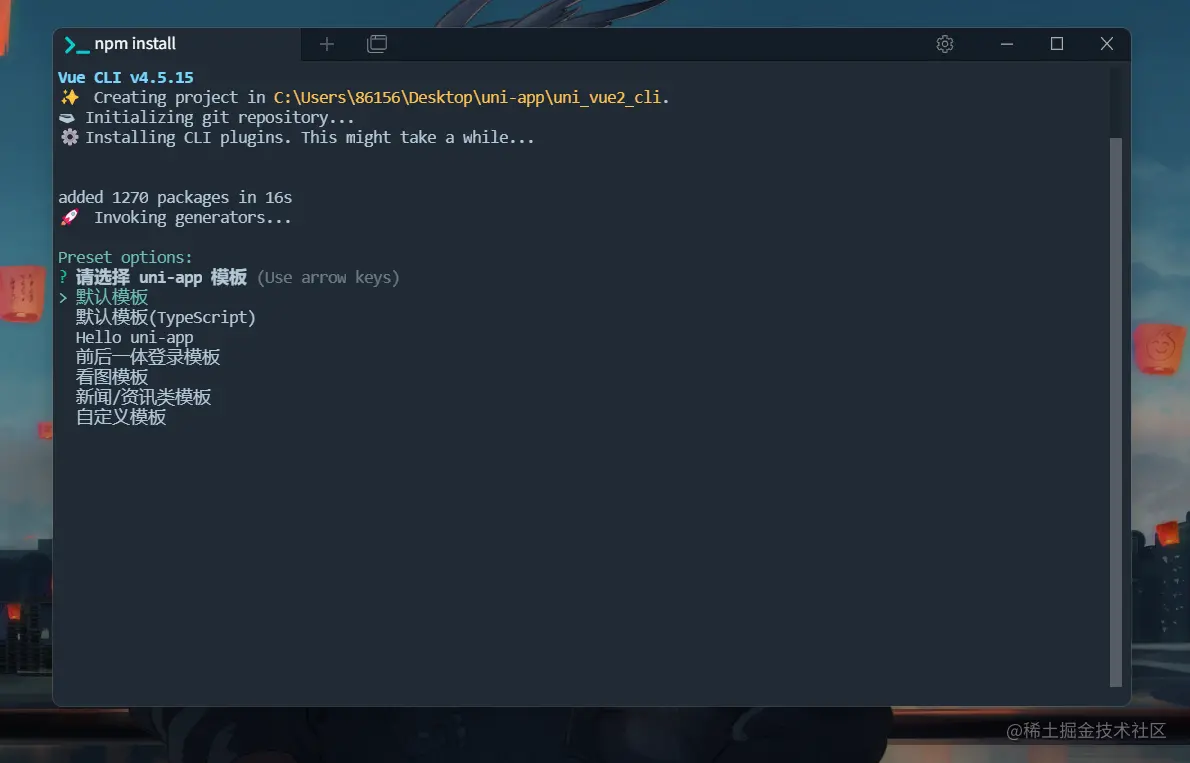 npm install
Vue CLI v4.5.15
✨ Creating project in C:\Users\86156\Desktop\uni-app\uni_vue2_cli.
Initializing git repository...
Installing CLI plugins. This might take a while...
added 1270 packages in 16s
🚀 Invoking generators...
Preset options:
? 请选择 uni-app 模板 (Use arrow keys)
> 默认模板
默认模板(TypeScript)
Hello uni-app
前后一体登录模板
看图模板
新闻/资讯类模板
自定义模板
@稀土掘金技术社区